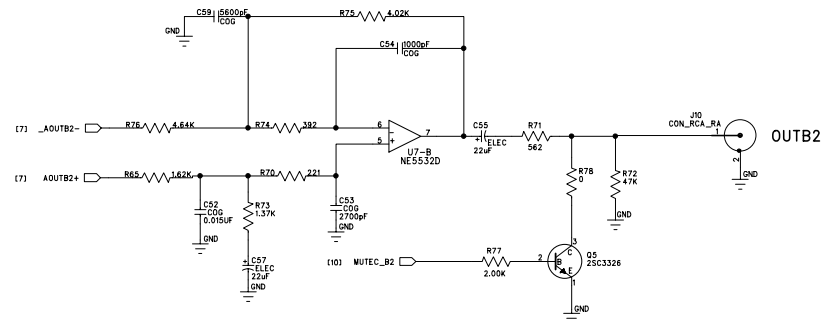 C59 5600pF
COG
GND
R75 4.02K
C54 1000pF
COG
[7] _AOUTB2- R76 4.64K R74 392
6
5
7
U7-B
NE5532D
C55
+ ELEC
22uF
R71
562
J10
CON_RCA_RA
1
2
GND
OUTB2
[7] AOUTB2+ R65 1.62K R70 221
C52
COG
0.015UF
GND
R73
1.37K
C53
COG
2700pF
GND
+ C57
ELEC
22uF
GND
R78
0
R72
47K
GND
[10] MUTEC_B2 R77
2.00K
2
B
C
E
3
1
Q5
2SC3326
GND